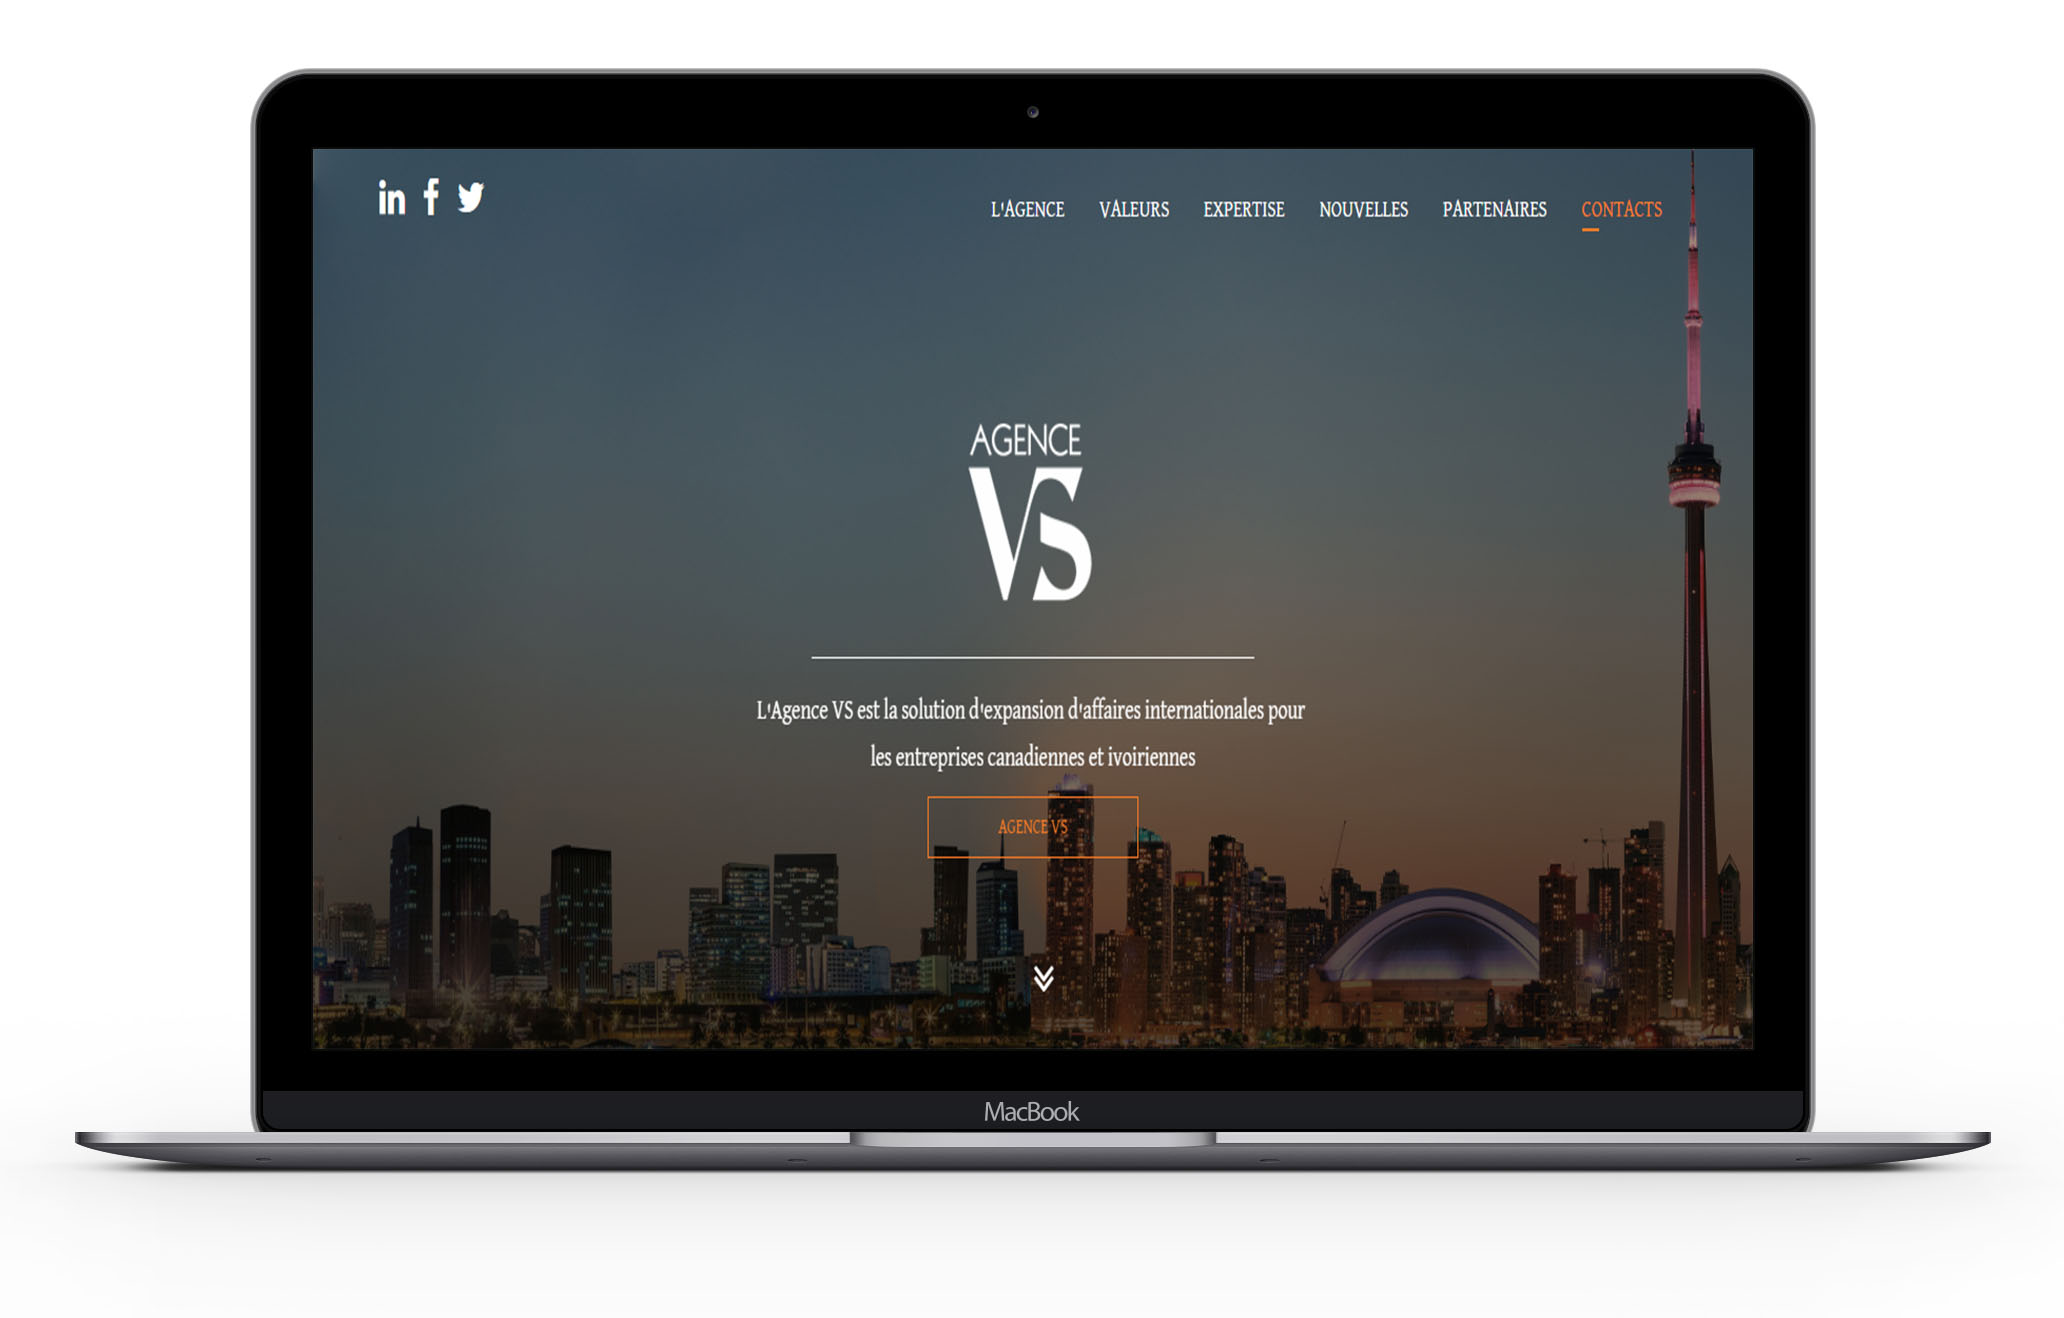 in f
L'AGENCE VALEURS EXPERTISE NOUVELLES PARTENAIRES CONTACTS
AGENCE
VS
L'Agence VS est la solution d'expansion d'affaires internationales pour
les entreprises canadiennes et ivoiriennes
AGENCE VS
MacBook